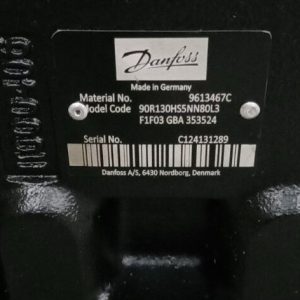 Danfoss
Made in Germany
Material No. 9613467C
Model Code 90R130HS5NN80L3
F1F03 GBA 353524
Serial No. C124131289
Danfoss A/S, 6430 Nordborg, Denmark